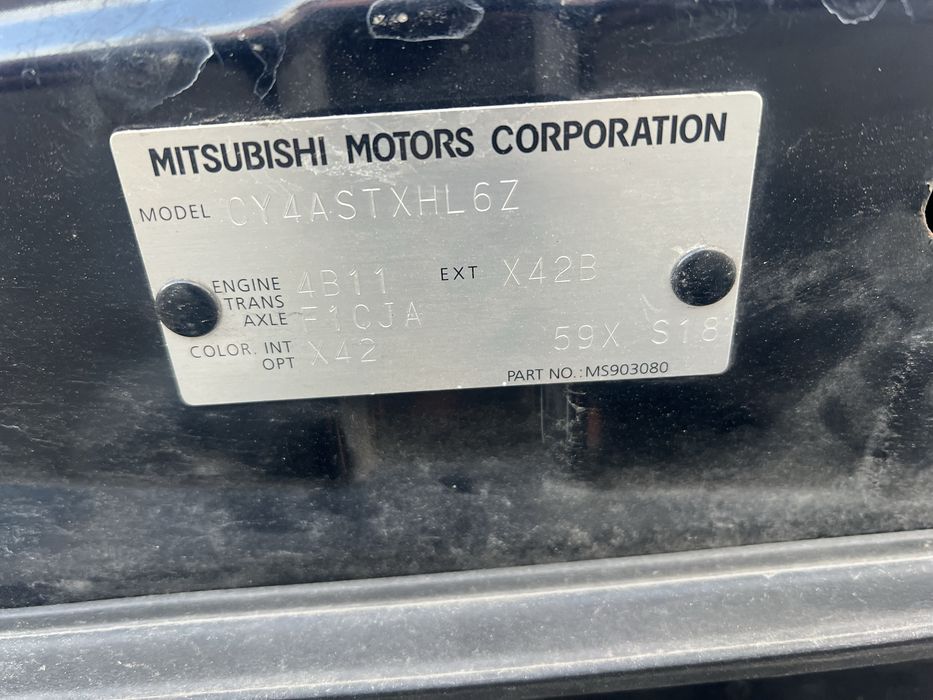 MITSUBISHI MOTORS CORPORATION
MODEL CY4ASTXHL6Z
ENGINE 4B11 EXT X42B
TRANS
AXLE F1CJA
COLOR. INT X42 59X S18
OPT
PART NO.:MS903080